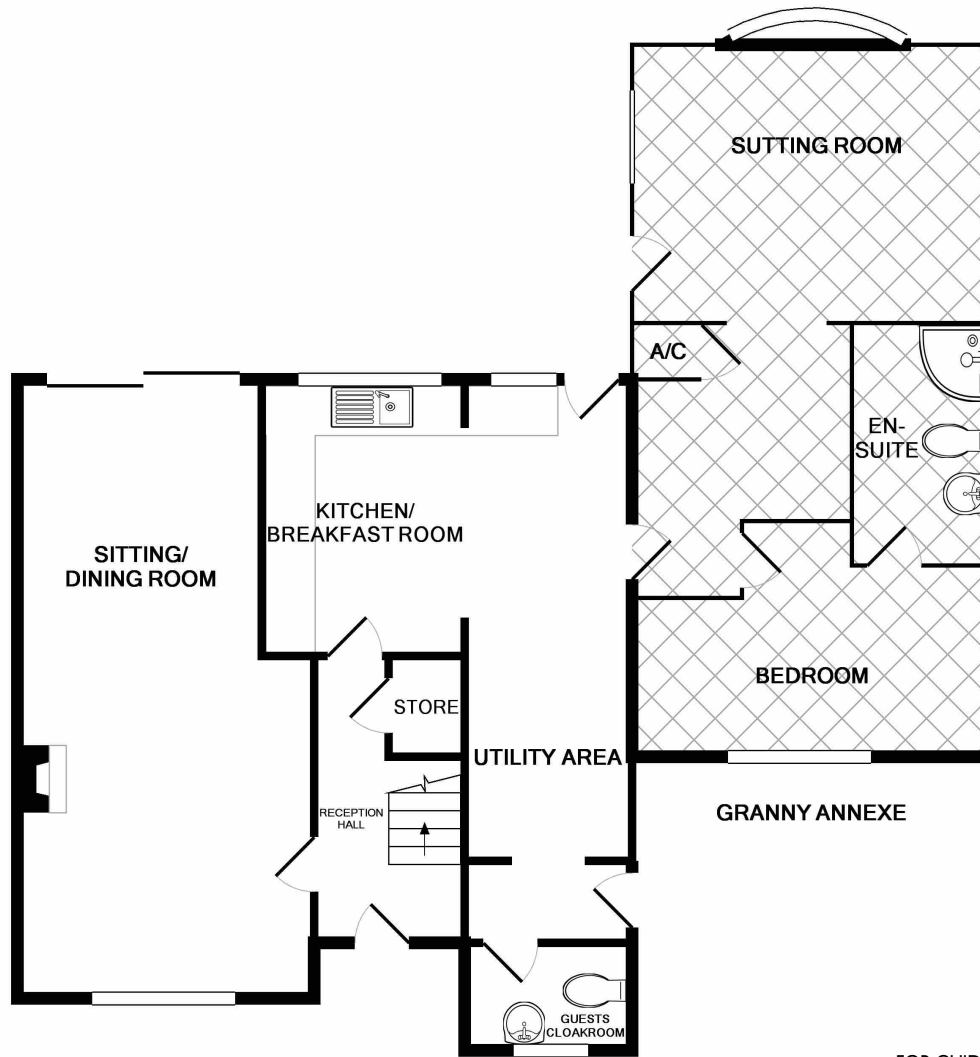 SUTTING ROOM
A/C
EN-
SUITE
KITCHEN/
BREAKFAST ROOM
SITTING/
DINING ROOM
BEDROOM
STORE
UTILITY AREA
RECEPTION
HALL
GRANNY ANNEXE
GUESTS
CLOAKROOM